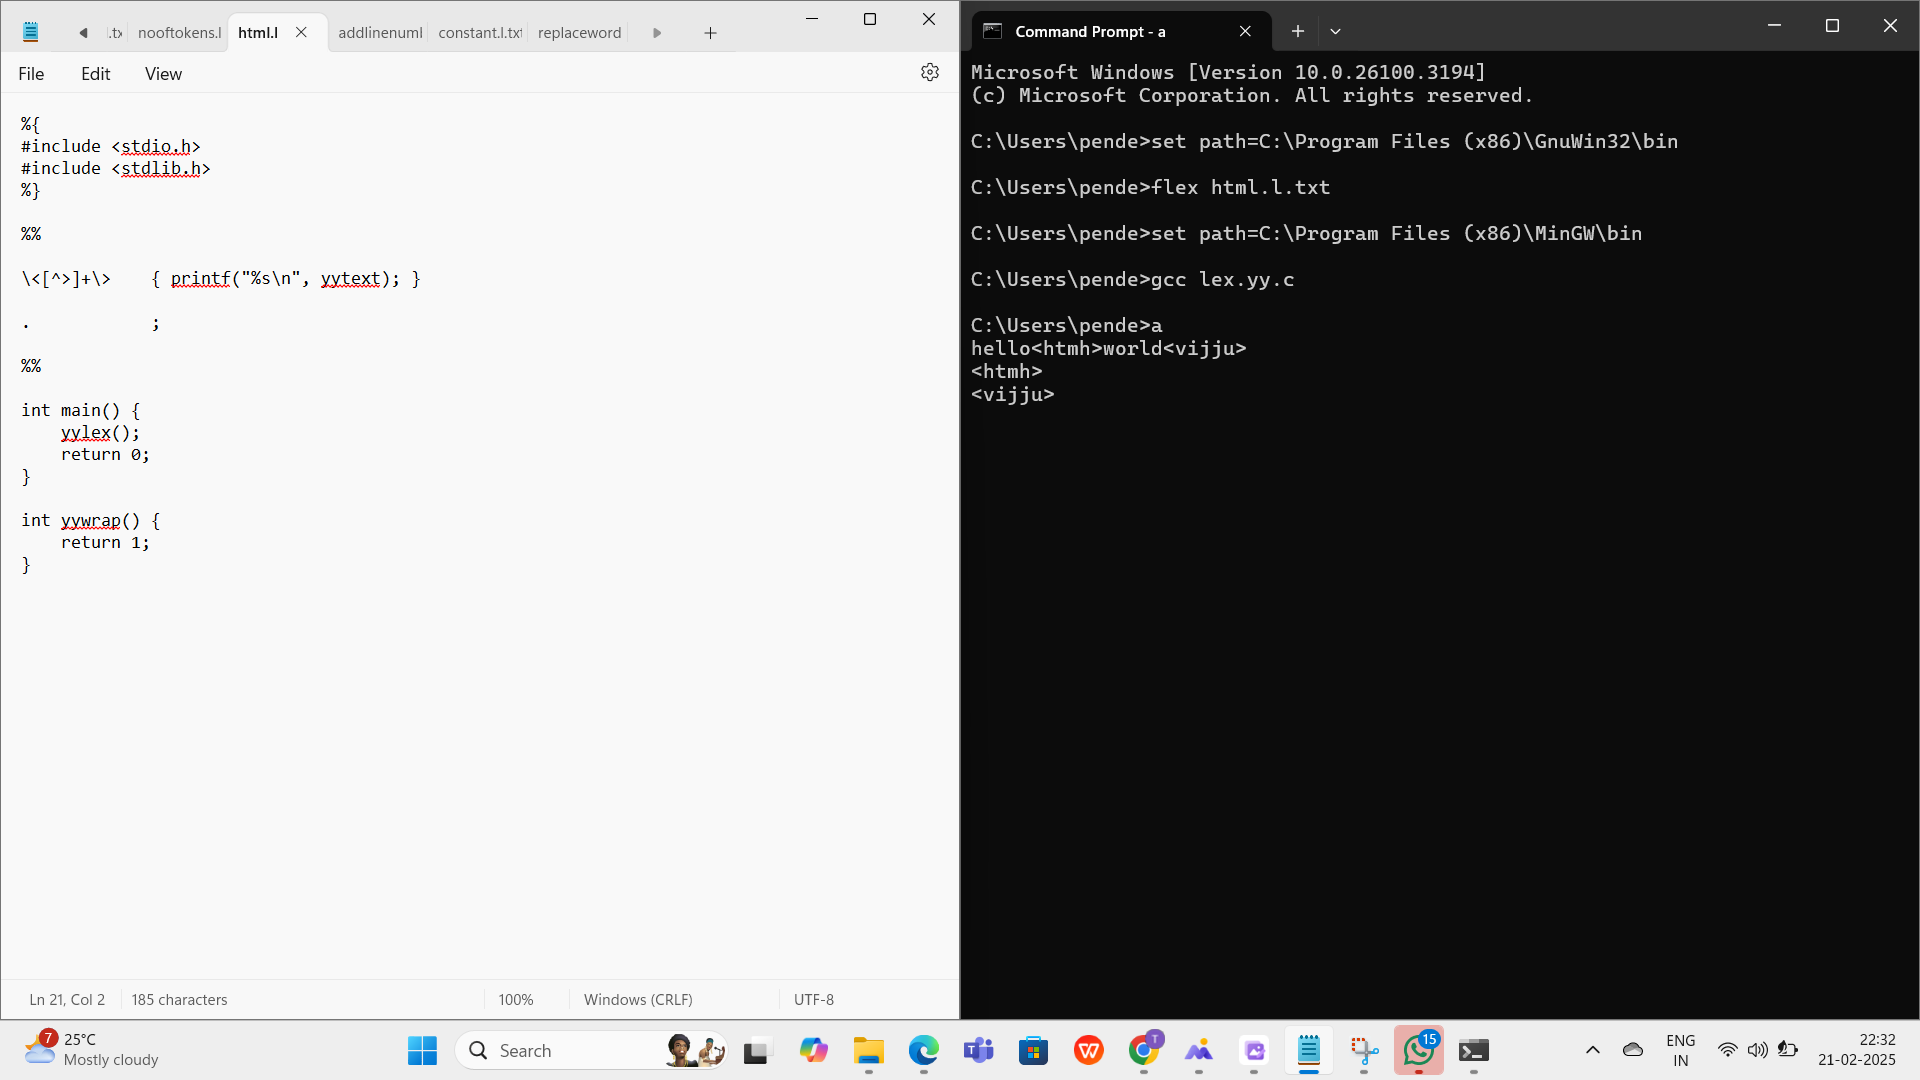 .tx nooftokens.l html.l addlinenuml constant.l.txt replaceword
File Edit View
%{
#include <stdio.h>
#include <stdlib.h>
%}
%%
\<[^>]+\> { printf("%s\n", yytext); }
. ;
%%
int main() {
yylex();
return 0;
}
int yywrap() {
return 1;
}
Ln 21, Col 2 185 characters 100% Windows (CRLF) UTF-8
Command Prompt - a
Microsoft Windows [Version 10.0.26100.3194]
(c) Microsoft Corporation. All rights reserved.
C:\Users\pende>set path=C:\Program Files (x86)\GnuWin32\bin
C:\Users\pende>flex html.l.txt
C:\Users\pende>set path=C:\Program Files (x86)\MinGW\bin
C:\Users\pende>gcc lex.yy.c
C:\Users\pende>a
hello<htmh>world<vijju>
<htmh>
<vijju>
7
25°C
Mostly cloudy
Search
T
W
T
15
ENG
IN
22:32
21-02-2025